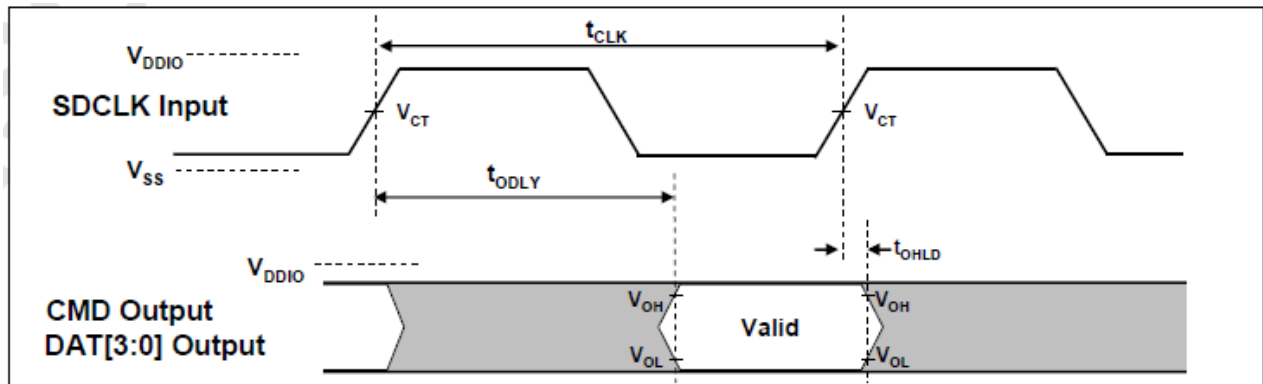 tCLK
VDDIO
SDCLK Input
VCT
VCT
VSS
tODLY
tOHLD
VDDIO
CMD Output
DAT[3:0] Output
VOH
Valid
VOH
VOL
VOL